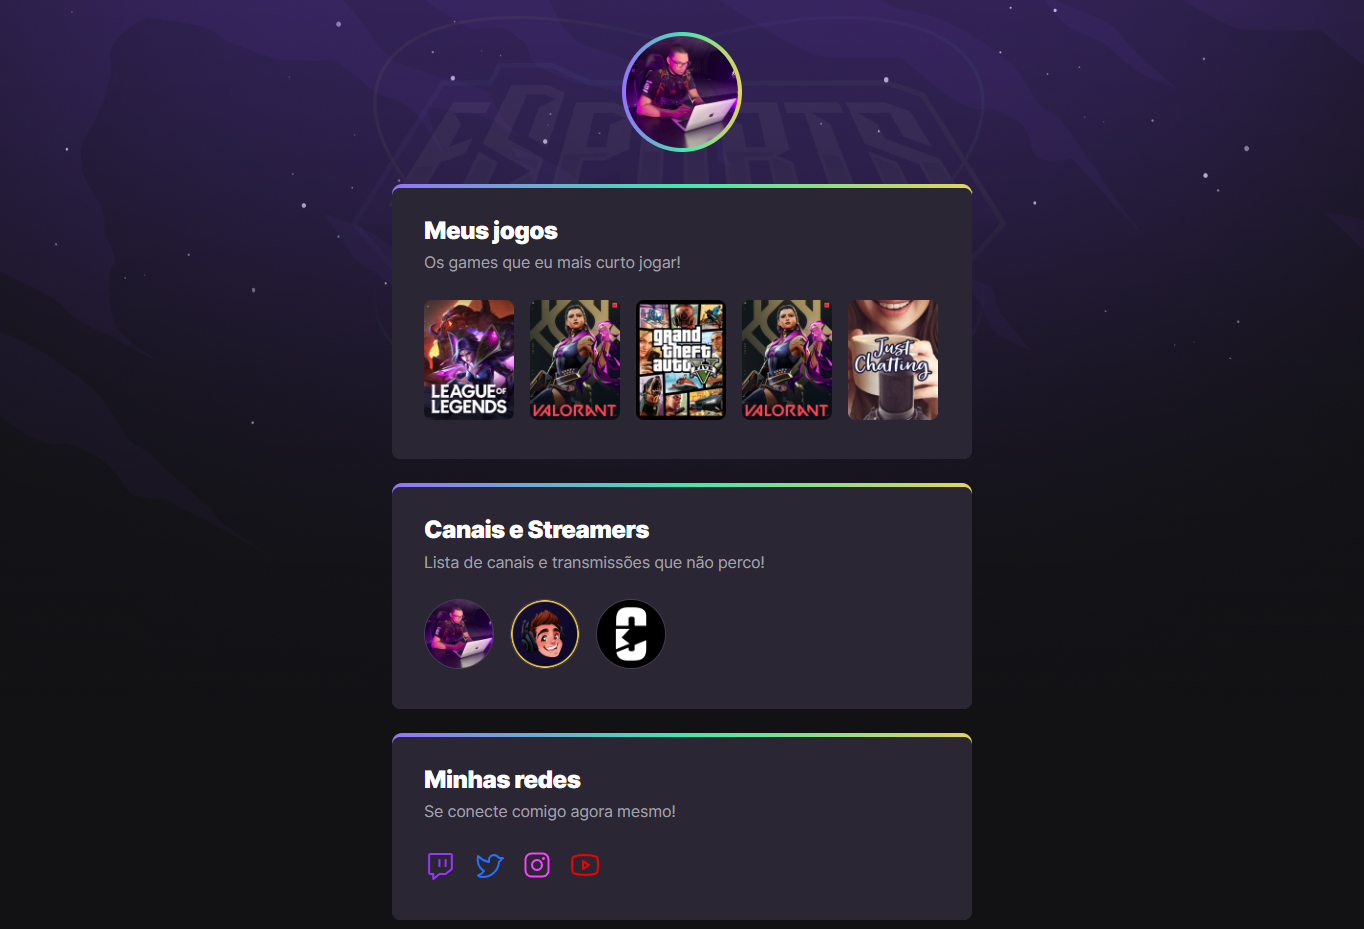 ESPORTS
Meus jogos
Os games que eu mais curto jogar!
LEAGUE OF
LEGENDS
VALORANT
grand
theft
auto
V
VALORANT
Just
Chatting
Canais e Streamers
Lista de canais e transmissões que não perco!
Minhas redes
Se conecte comigo agora mesmo!